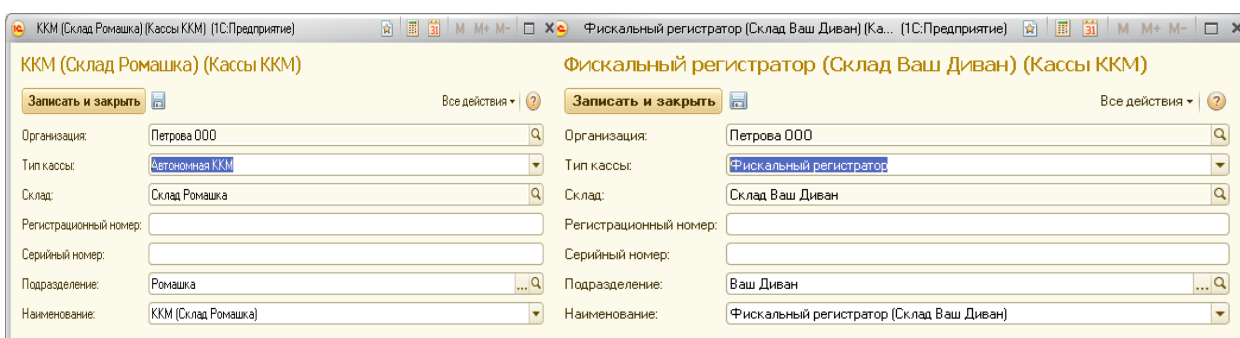 ККМ (Склад Ромашка) (Кассы ККМ) (1С:Предприятие) M M+ M-
ККМ (Склад Ромашка) (Кассы ККМ)
Записать и закрыть Все действия ?
Организация: Петрова ООО
Тип кассы: Автономная ККМ
Склад: Склад Ромашка
Регистрационный номер:
Серийный номер:
Подразделение: Ромашка ...
Наименование: ККМ (Склад Ромашка)
Фискальный регистратор (Склад Ваш Диван) (Ка... (1С:Предприятие) 31 M M+ M-
Фискальный регистратор (Склад Ваш Диван) (Кассы ККМ)
Записать и закрыть Все действия ?
Организация: Петрова ООО
Тип кассы: Фискальный регистратор
Склад: Склад Ваш Диван
Регистрационный номер:
Серийный номер:
Подразделение: Ваш Диван ...
Наименование: Фискальный регистратор (Склад Ваш Диван)